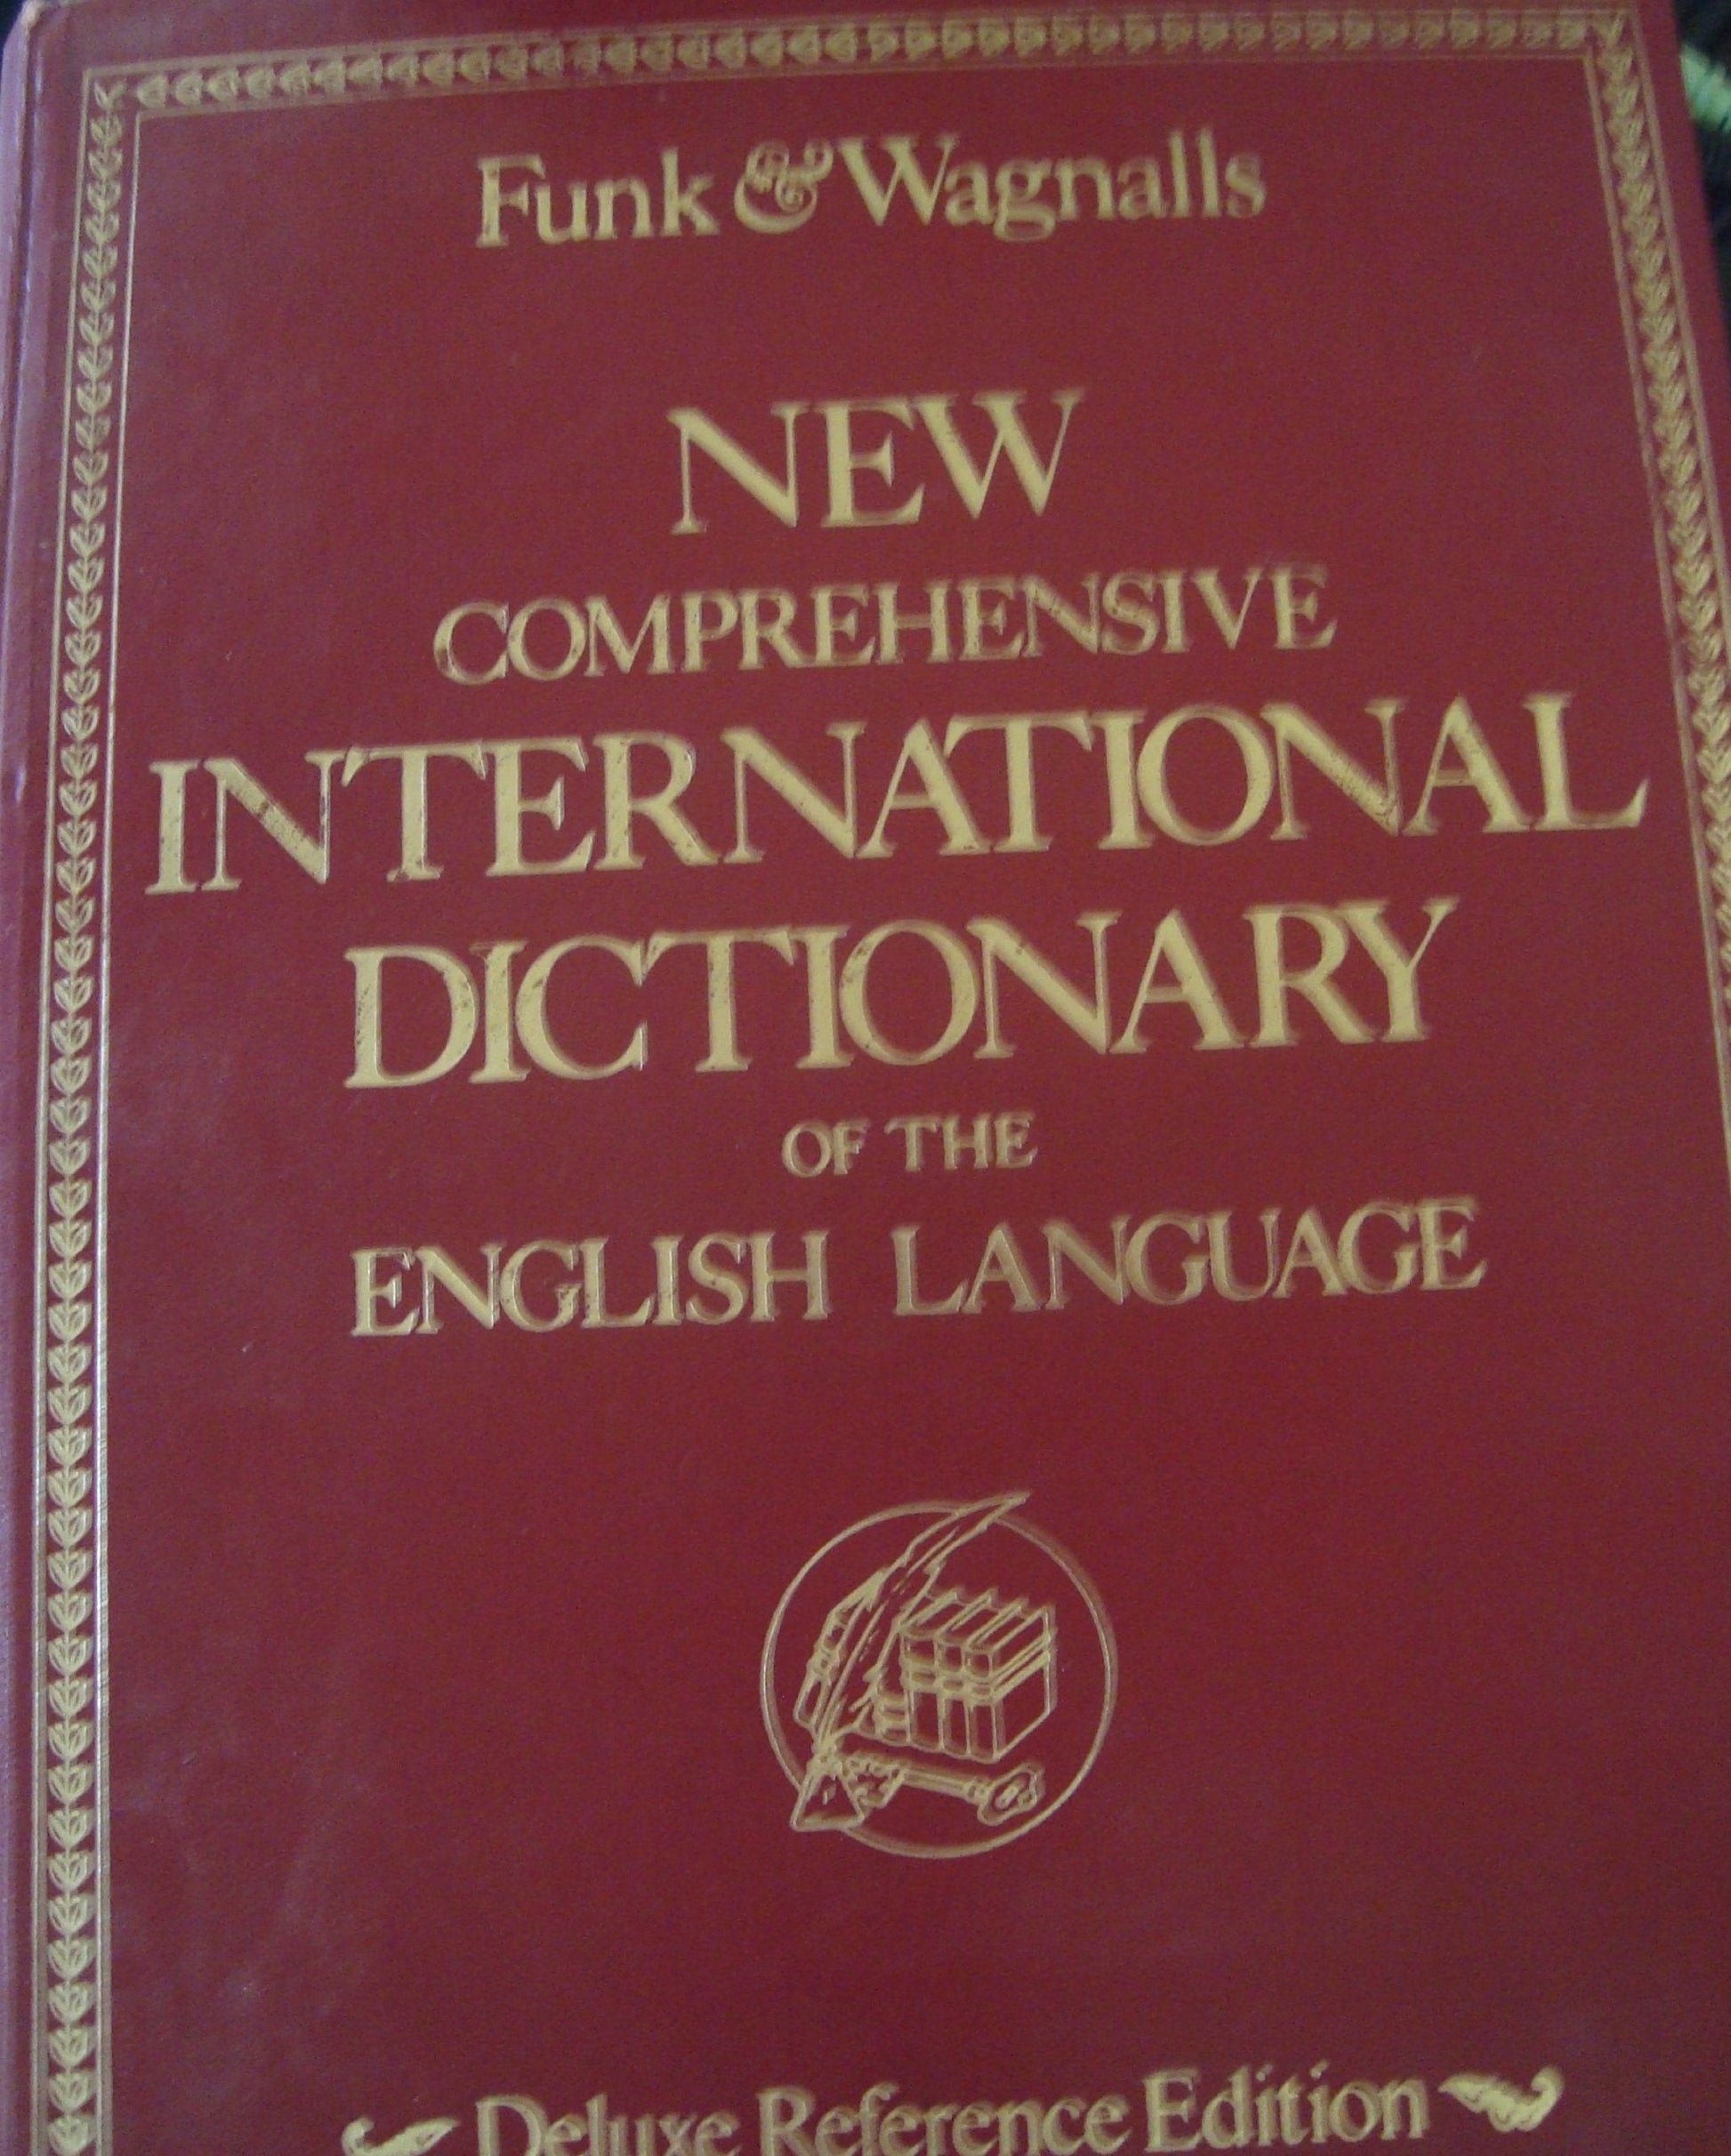 Funk & Wagnalls
NEW
COMPREHENSIVE
INTERNATIONAL
DICTIONARY
OF THE
ENGLISH LANGUAGE
Deluxe Reference Edition